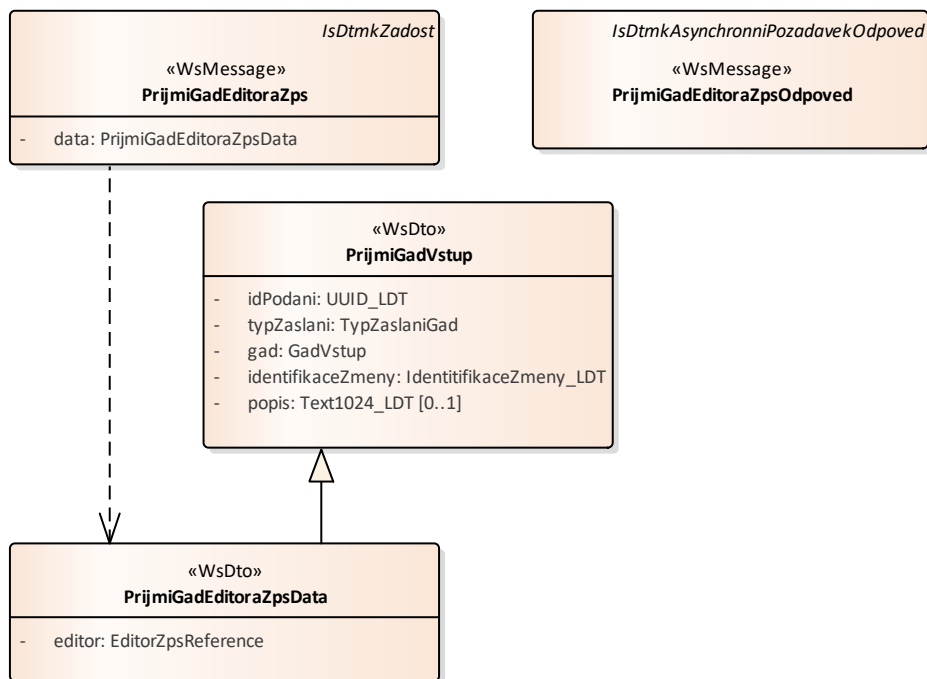 IsDtmkZadost
«WsMessage»
PrijmiGadEditoraZps
- data: PrijmiGadEditoraZpsData
IsDtmkAsynchronniPozadavekOdpoved
«WsMessage»
PrijmiGadEditoraZpsOdpoved
«WsDto»
PrijmiGadVstup
- idPodani: UUID_LDT
- typZaslani: TypZaslaniGad
- gad: GadVstup
- identifikaceZmeny: IdentitifikaceZmeny_LDT
- popis: Text1024_LDT [0..1]
«WsDto»
PrijmiGadEditoraZpsData
- editor: EditorZpsReference